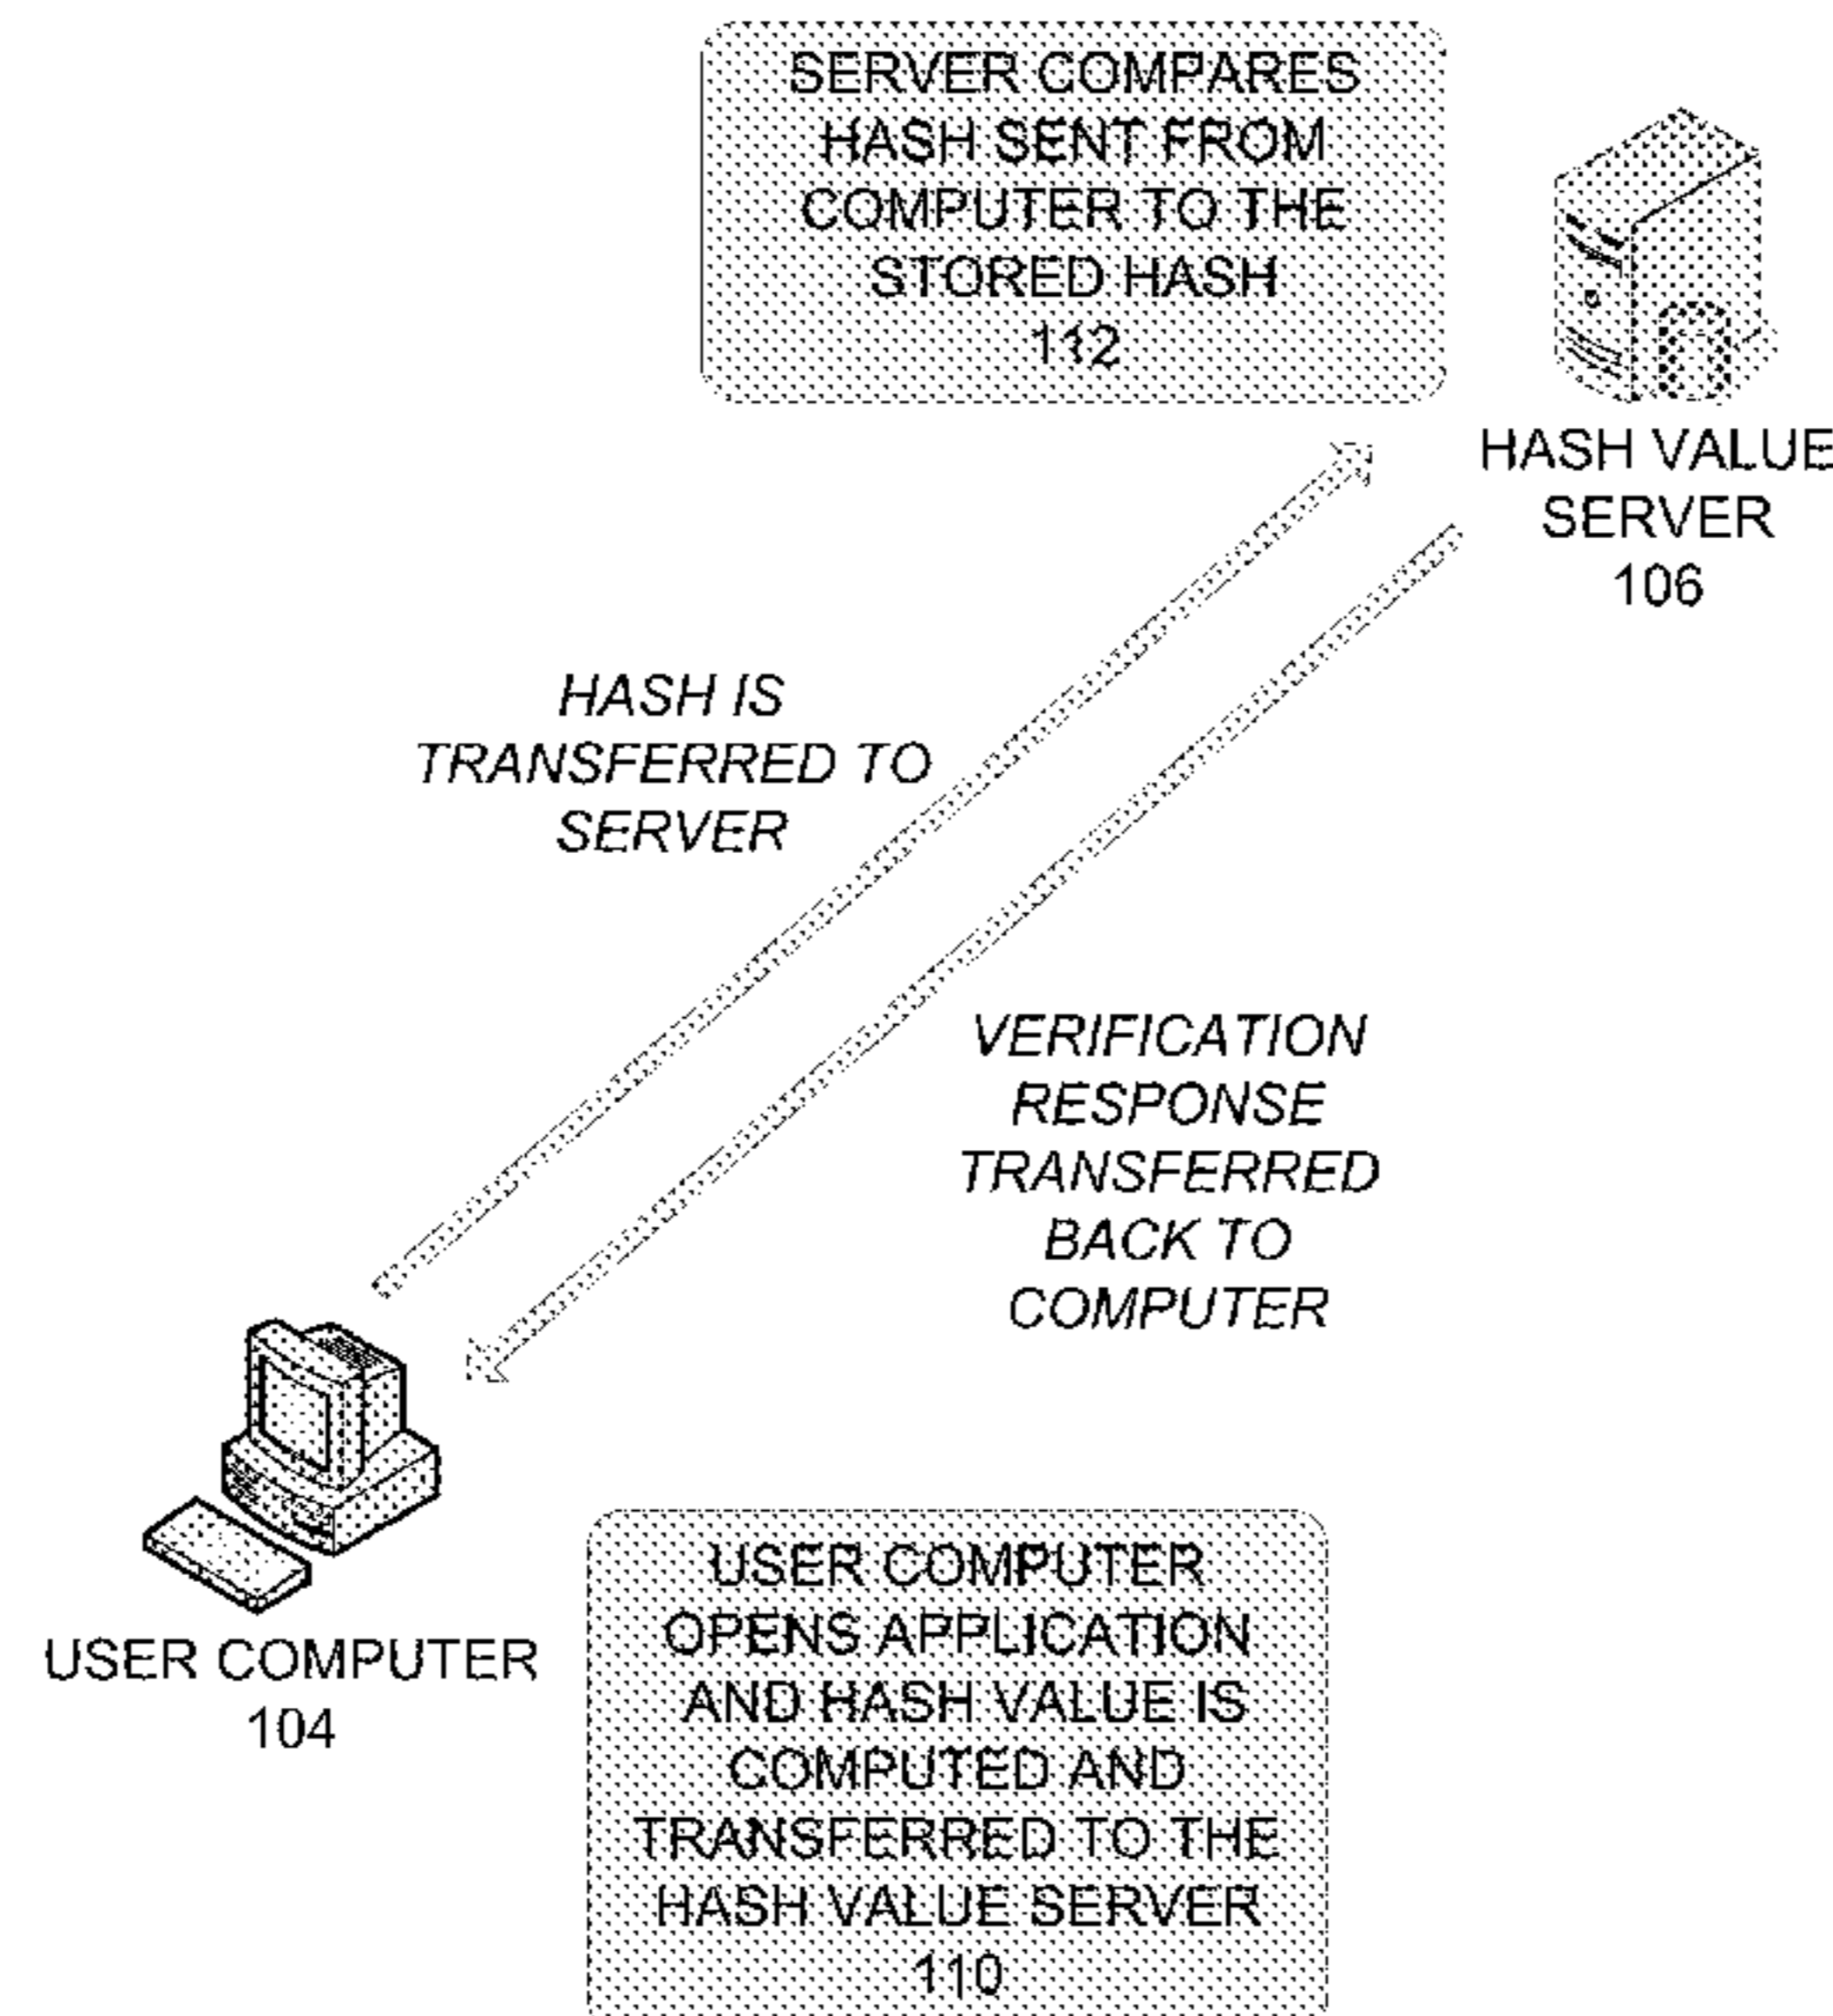 SERVER COMPARES
HASH SENT FROM
COMPUTER TO THE
STORED HASH
112
HASH VALUE
SERVER
106
HASH IS
TRANSFERRED TO
SERVER
VERIFICATION
RESPONSE
TRANSFERRED
BACK TO
COMPUTER
USER COMPUTER
104
USER COMPUTER
OPENS APPLICATION
AND HASH VALUE IS
COMPUTED AND
TRANSFERRED TO THE
HASH VALUE SERVER
110